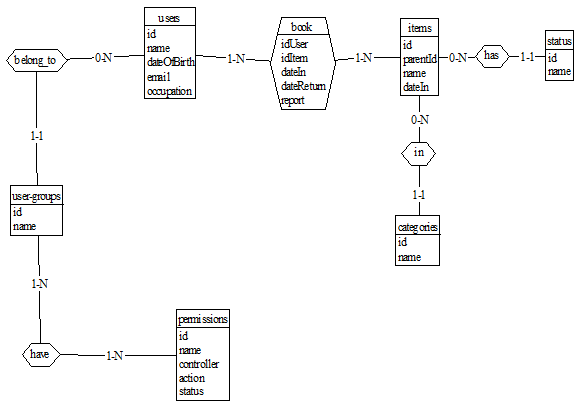 users
id
name
dateOfBirth
email
occupation
book
idUser
idItem
dateIn
dateReturn
report
items
id
parentId
name
dateIn
status
id
name
belong_to
0-N
1-N
1-N
0-N
has
1-1
1-1
0-N
in
1-1
user-groups
id
name
categories
id
name
1-N
permissions
id
name
controller
action
status
have
1-N